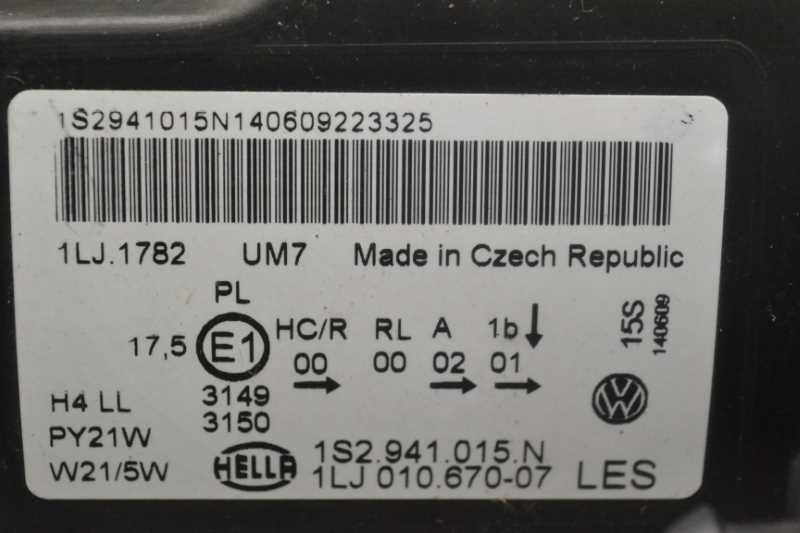 1S2941015N140609223325
1LJ.1782 UM7 Made in Czech Republic
PL
HC/R RL A 1b
17,5 E1
00 00 02 01
3149
3150
H4 LL
PY21W
W21/5W
HELLA
1S2.941.015.N
1LJ 010.670-07
LES
15S
140609
VW